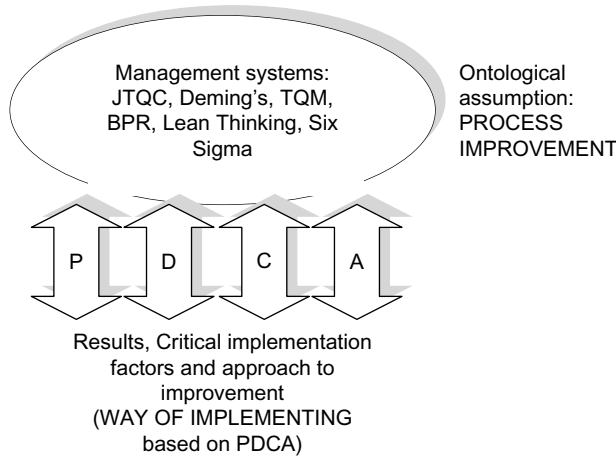 Management systems:
JTQC, Deming's, TQM,
BPR, Lean Thinking, Six
Sigma
Ontological
assumption:
PROCESS
IMPROVEMENT
P D C A
Results, Critical implementation
factors and approach to
improvement
(WAY OF IMPLEMENTING
based on PDCA)